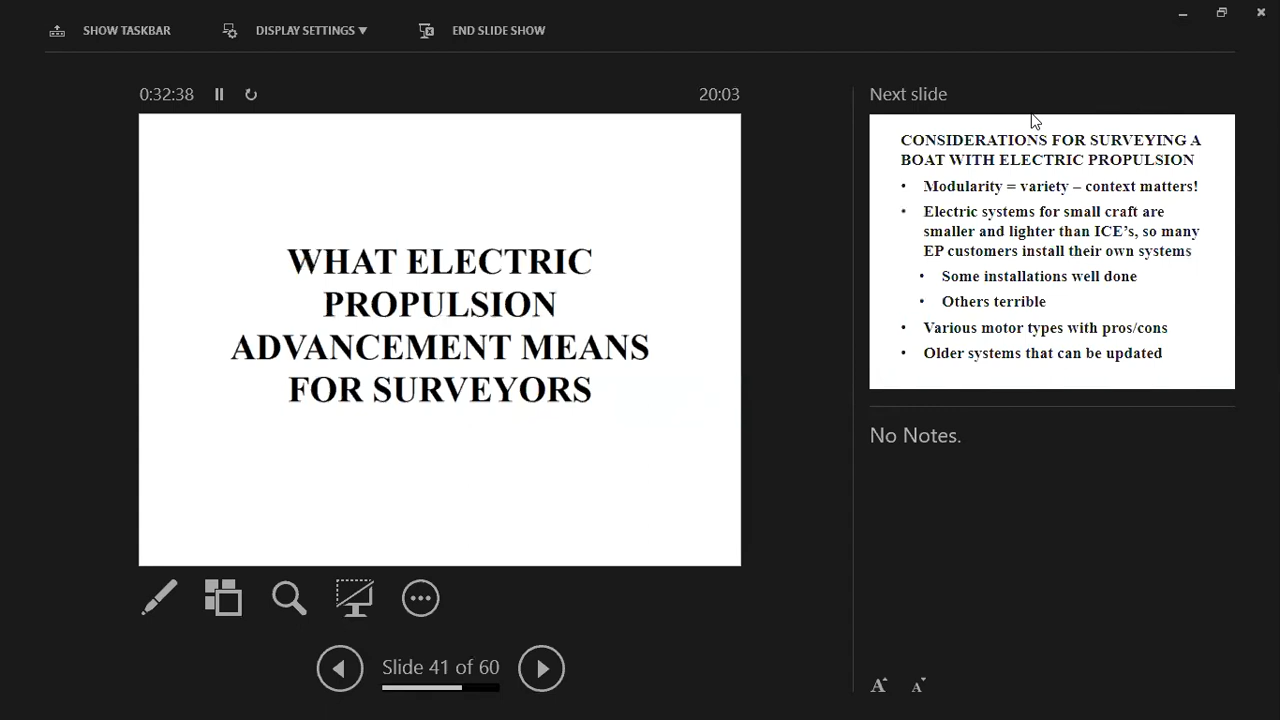 SHOW TASKBAR
DISPLAY SETTINGS ▼
END SLIDE SHOW
0:32:38
20:03
WHAT ELECTRIC
PROPULSION
ADVANCEMENT MEANS
FOR SURVEYORS
Slide 41 of 60
Next slide
CONSIDERATIONS FOR SURVEYING A
BOAT WITH ELECTRIC PROPULSION
• Modularity = variety – context matters!
• Electric systems for small craft are
smaller and lighter than ICE’s, so many
EP customers install their own systems
• Some installations well done
• Others terrible
• Various motor types with pros/cons
• Older systems that can be updated
No Notes.
A A